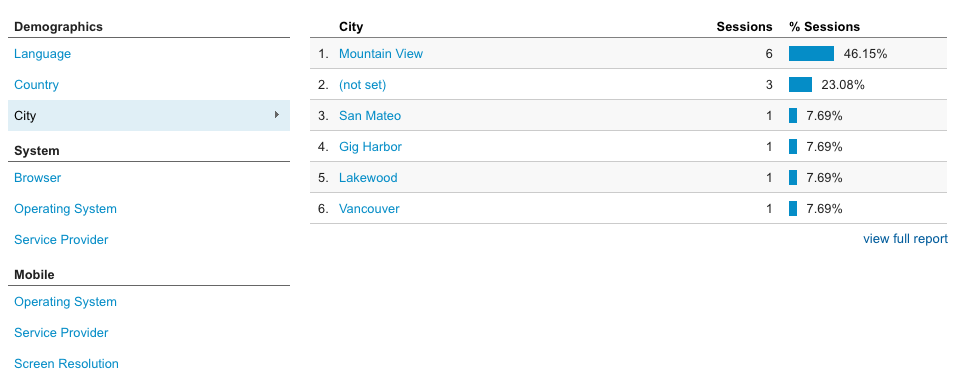 Demographics
Language
Country
City
System
Browser
Operating System
Service Provider
Mobile
Operating System
Service Provider
Screen Resolution
City Sessions % Sessions
1. Mountain View 6 46.15%
2. (not set) 3 23.08%
3. San Mateo 1 7.69%
4. Gig Harbor 1 7.69%
5. Lakewood 1 7.69%
6. Vancouver 1 7.69%
view full report